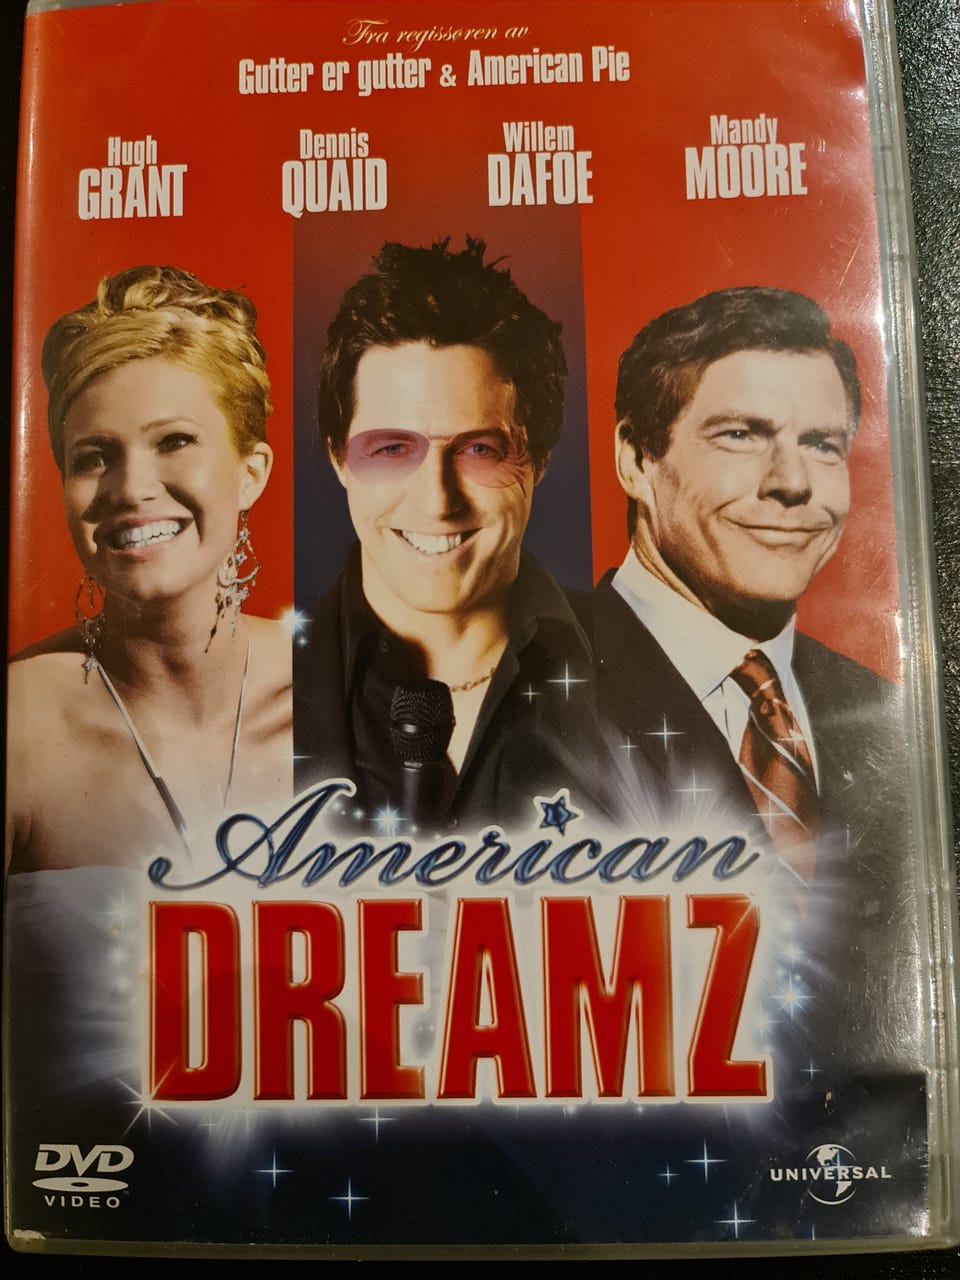 Fra regissøren av
Gutter er gutter & American Pie
Hugh
GRANT
Dennis
QUAID
Willem
DAFOE
Mandy
MOORE
American
DREAMZ
DVD
VIDEO
UNIVERSAL